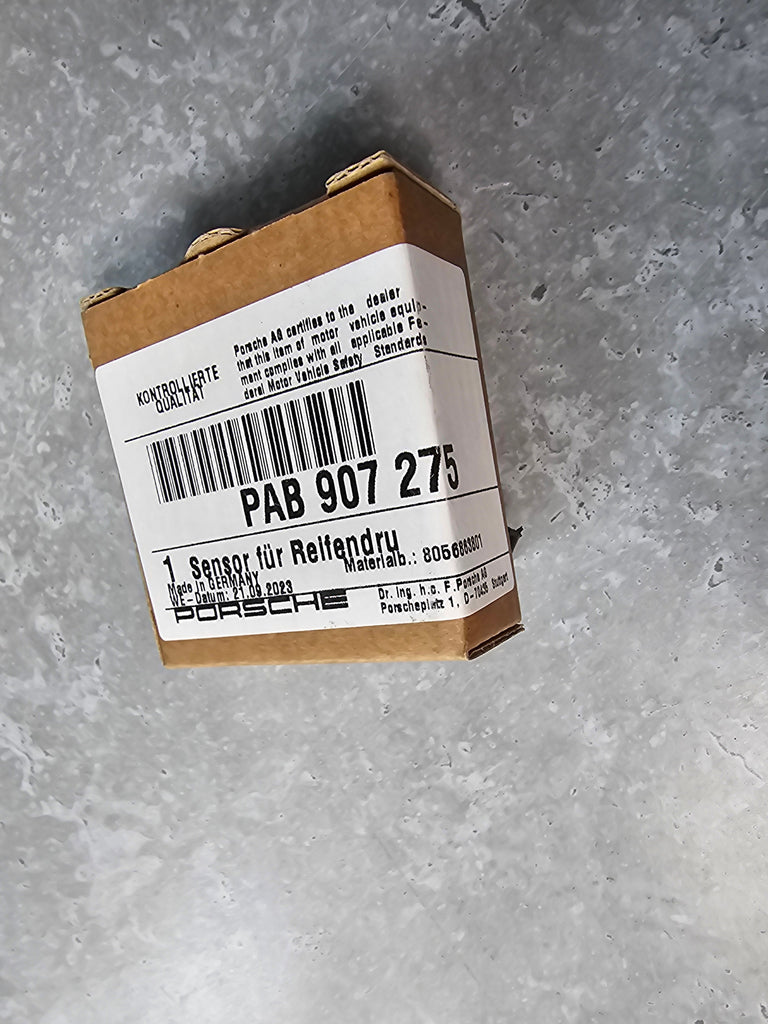 KONTROLLIERTE
QUALITÄT
Porsche AG certifies to the dealer
that this item of motor vehicle equip-
ment complies with all applicable Fe-
deral Motor Vehicle Safety Standards
PAB 907 275
1 Sensor für Reifendru
Materialb.: 8056883801
Made in GERMANY
WE-Datum: 21.09.2023
PORSCHE
Dr. Ing. h.c. F. Porsche AG
Porscheplatz 1, D-70435 Stuttgart